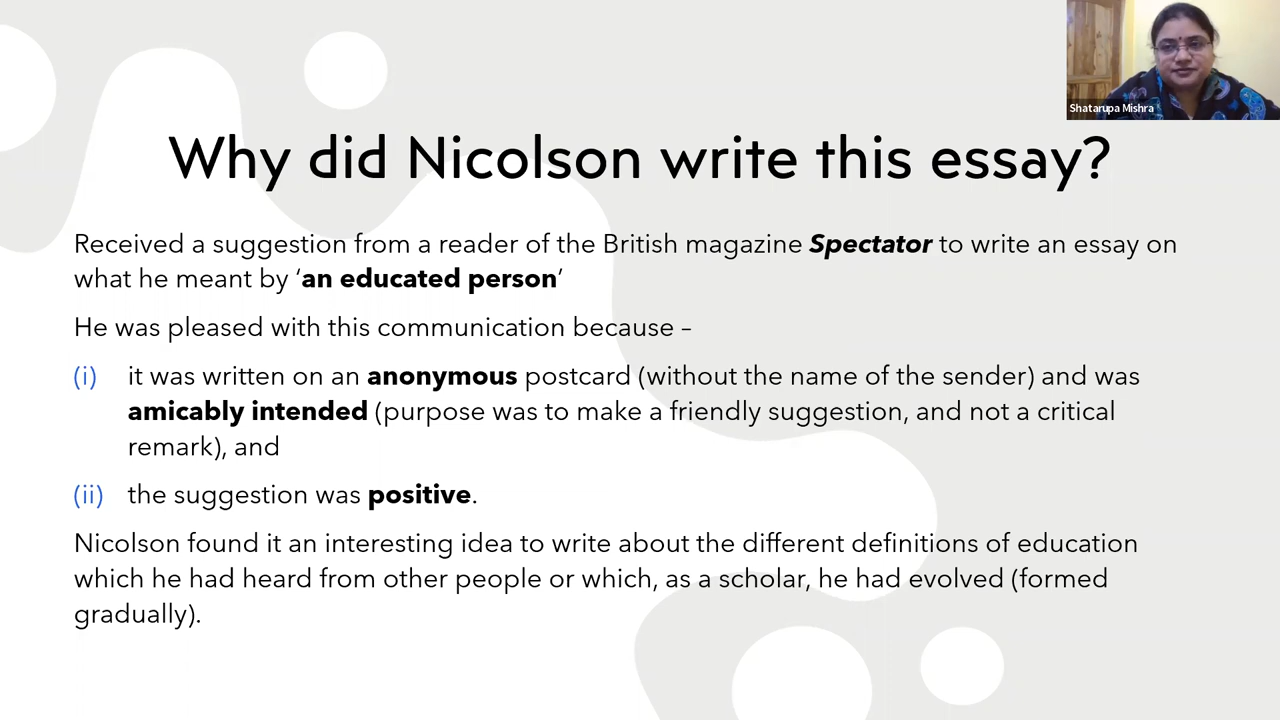 Shatarupa Mishra
Why did Nicolson write this essay?
Received a suggestion from a reader of the British magazine Spectator to write an essay on
what he meant by ‘an educated person’
He was pleased with this communication because –
(i) it was written on an anonymous postcard (without the name of the sender) and was
amicably intended (purpose was to make a friendly suggestion, and not a critical
remark), and
(ii) the suggestion was positive.
Nicolson found it an interesting idea to write about the different definitions of education
which he had heard from other people or which, as a scholar, he had evolved (formed
gradually).